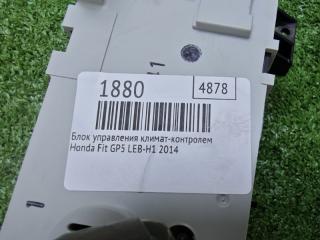 1880
4878
Блок управления климат-контролем
Honda Fit GP5 LEB-H1 2014